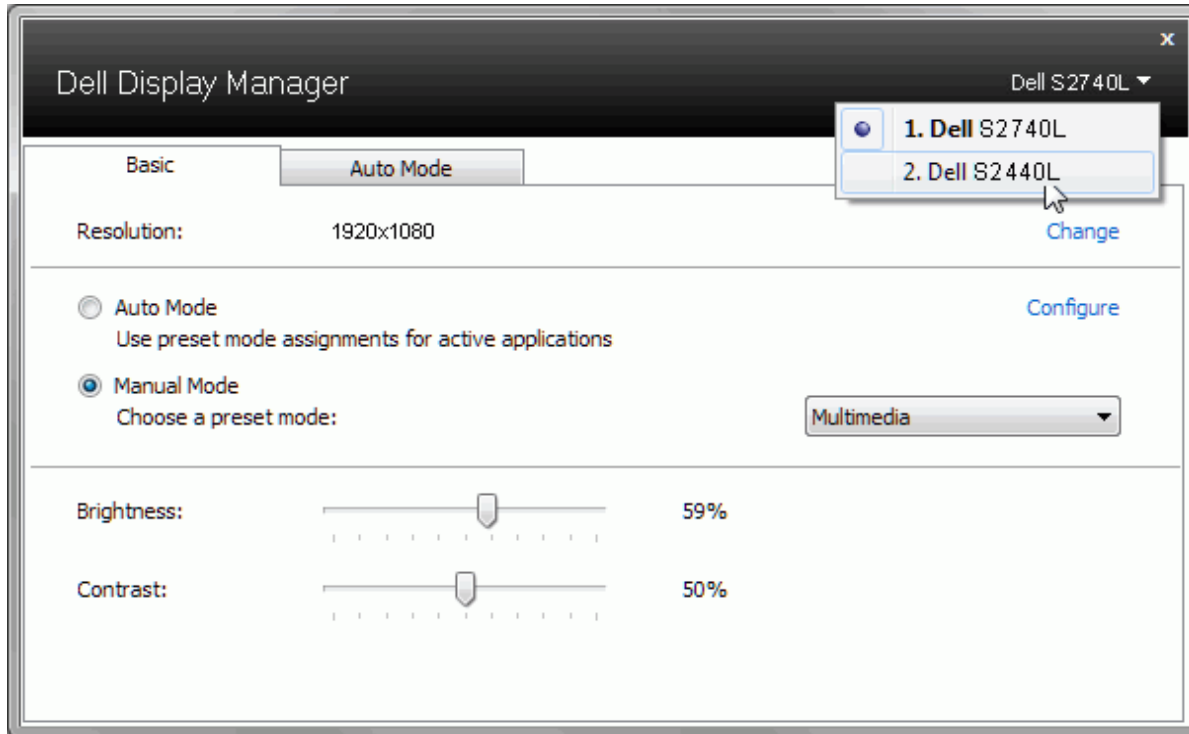 x
Dell Display Manager Dell S2740L
1. Dell S2740L
2. Dell S2440L
Basic Auto Mode
Resolution: 1920x1080 Change
Auto Mode Configure
Use preset mode assignments for active applications
Manual Mode
Choose a preset mode: Multimedia
Brightness: 59%
Contrast: 50%